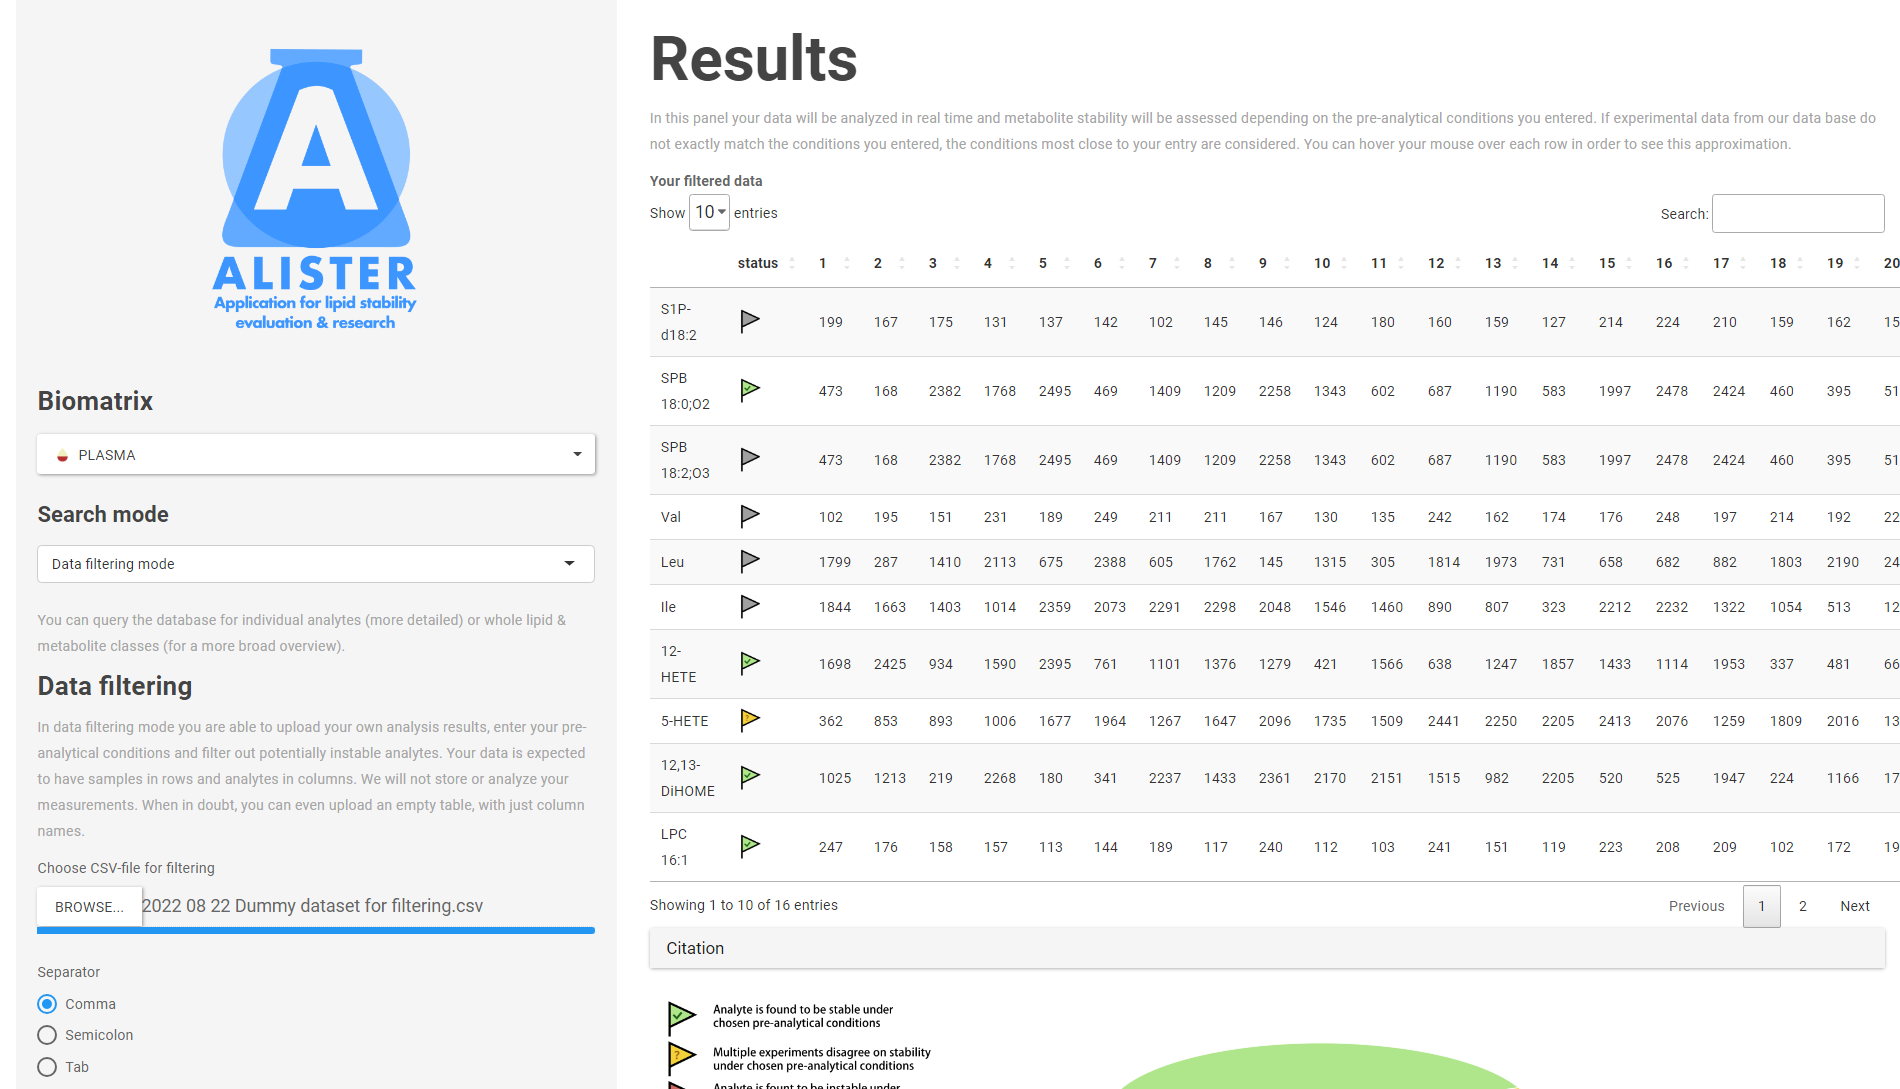 A
ALISTER
Application for lipid stability
evaluation & research
Biomatrix
PLASMA
Search mode
Data filtering mode
You can query the database for individual analytes (more detailed) or whole lipid &
metabolite classes (for a more broad overview).
Data filtering
In data filtering mode you are able to upload your own analysis results, enter your pre-
analytical conditions and filter out potentially instable analytes. Your data is expected
to have samples in rows and analytes in columns. We will not store or analyze your
measurements. When in doubt, you can even upload an empty table, with just column
names.
Choose CSV-file for filtering
BROWSE... 2022 08 22 Dummy dataset for filtering.csv
Separator
Comma
Semicolon
Tab
Results
In this panel your data will be analyzed in real time and metabolite stability will be assessed depending on the pre-analytical conditions you entered. If experimental data from our data base do
not exactly match the conditions you entered, the conditions most close to your entry are considered. You can hover your mouse over each row in order to see this approximation.
Your filtered data
Show 10 entries Search:
status 1 2 3 4 5 6 7 8 9 10 11 12 13 14 15 16 17 18 19 20
S1P-
d18:2 199 167 175 131 137 142 102 145 146 124 180 160 159 127 214 224 210 159 162 15
SPB
18:0;O2 473 168 2382 1768 2495 469 1409 1209 2258 1343 602 687 1190 583 1997 2478 2424 460 395 51
SPB
18:2;O3 473 168 2382 1768 2495 469 1409 1209 2258 1343 602 687 1190 583 1997 2478 2424 460 395 51
Val 102 195 151 231 189 249 211 211 167 130 135 242 162 174 176 248 197 214 192 22
Leu 1799 287 1410 2113 675 2388 605 1762 145 1315 305 1814 1973 731 658 682 882 1803 2190 24
Ile 1844 1663 1403 1014 2359 2073 2291 2298 2048 1546 1460 890 807 323 2212 2232 1322 1054 513 12
12-
HETE 1698 2425 934 1590 2395 761 1101 1376 1279 421 1566 638 1247 1857 1433 1114 1953 337 481 66
5-HETE ? 362 853 893 1006 1677 1964 1267 1647 2096 1735 1509 2441 2250 2205 2413 2076 1259 1809 2016 13
12,13-
DiHOME 1025 1213 219 2268 180 341 2237 1433 2361 2170 2151 1515 982 2205 520 525 1947 224 1166 17
LPC
16:1 247 176 158 157 113 144 189 117 240 112 103 241 151 119 223 208 209 102 172 19
Showing 1 to 10 of 16 entries Previous 1 2 Next
Citation
Analyte is found to be stable under
chosen pre-analytical conditions
? Multiple experiments disagree on stability
under chosen pre-analytical conditions
Analyte is fount to be instable under